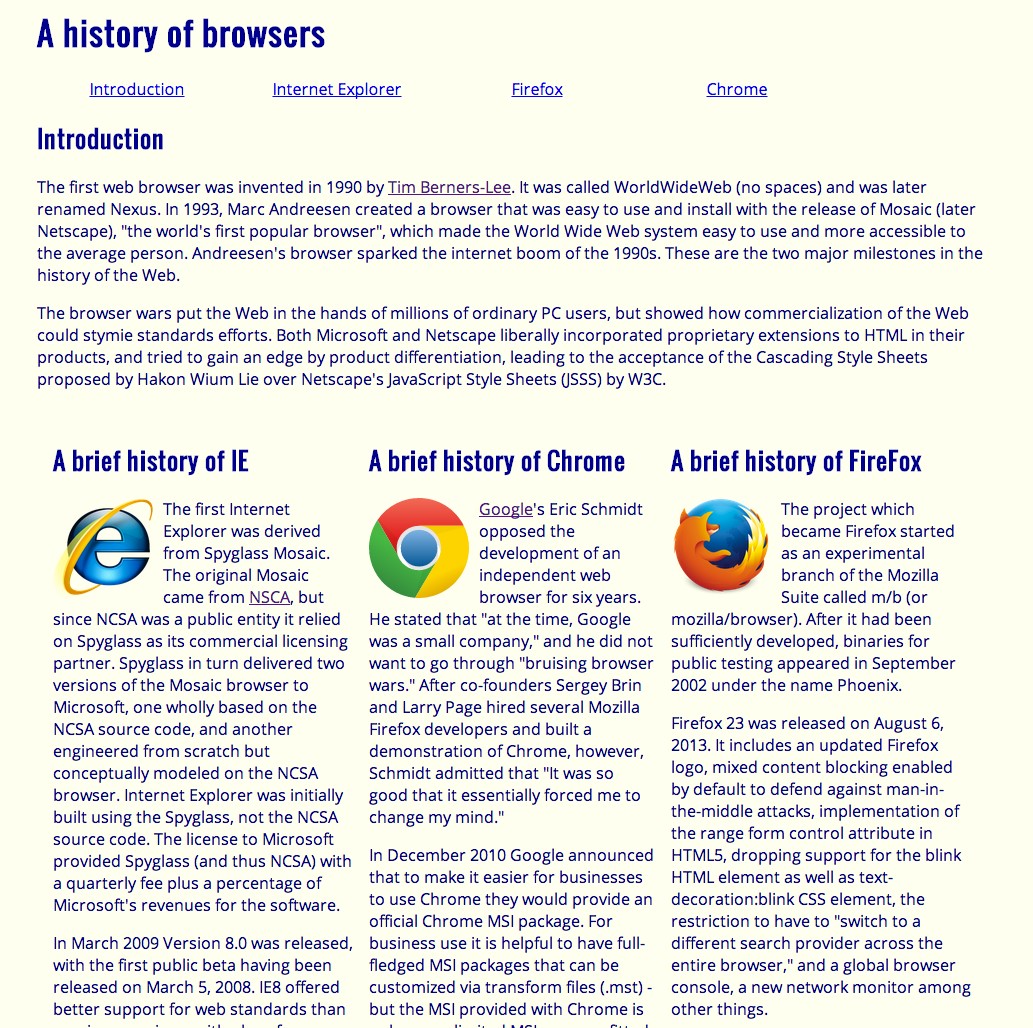 A history of browsers
Introduction
Internet Explorer
Firefox
Chrome
Introduction
The first web browser was invented in 1990 by Tim Berners-Lee. It was called WorldWideWeb (no spaces) and was later
renamed Nexus. In 1993, Marc Andreesen created a browser that was easy to use and install with the release of Mosaic (later
Netscape), "the world's first popular browser", which made the World Wide Web system easy to use and more accessible to
the average person. Andreesen's browser sparked the internet boom of the 1990s. These are the two major milestones in the
history of the Web.
The browser wars put the Web in the hands of millions of ordinary PC users, but showed how commercialization of the Web
could stymie standards efforts. Both Microsoft and Netscape liberally incorporated proprietary extensions to HTML in their
products, and tried to gain an edge by product differentiation, leading to the acceptance of the Cascading Style Sheets
proposed by Hakon Wium Lie over Netscape's JavaScript Style Sheets (JSSS) by W3C.
A brief history of IE
The first Internet
Explorer was derived
from Spyglass Mosaic.
The original Mosaic
came from NSCA, but
since NCSA was a public entity it relied
on Spyglass as its commercial licensing
partner. Spyglass in turn delivered two
versions of the Mosaic browser to
Microsoft, one wholly based on the
NCSA source code, and another
engineered from scratch but
conceptually modeled on the NCSA
browser. Internet Explorer was initially
built using the Spyglass, not the NCSA
source code. The license to Microsoft
provided Spyglass (and thus NCSA) with
a quarterly fee plus a percentage of
Microsoft's revenues for the software.
In March 2009 Version 8.0 was released,
with the first public beta having been
released on March 5, 2008. IE8 offered
better support for web standards than
A brief history of Chrome
Google's Eric Schmidt
opposed the
development of an
independent web
browser for six years.
He stated that "at the time, Google
was a small company," and he did not
want to go through "bruising browser
wars." After co-founders Sergey Brin
and Larry Page hired several Mozilla
Firefox developers and built a
demonstration of Chrome, however,
Schmidt admitted that "It was so
good that it essentially forced me to
change my mind."
In December 2010 Google announced
that to make it easier for businesses
to use Chrome they would provide an
official Chrome MSI package. For
business use it is helpful to have full-
fledged MSI packages that can be
customized via transform files (.mst) -
but the MSI provided with Chrome is
A brief history of FireFox
The project which
became Firefox started
as an experimental
branch of the Mozilla
Suite called m/b (or
mozilla/browser). After it had been
sufficiently developed, binaries for
public testing appeared in September
2002 under the name Phoenix.
Firefox 23 was released on August 6,
2013. It includes an updated Firefox
logo, mixed content blocking enabled
by default to defend against man-in-
the-middle attacks, implementation of
the range form control attribute in
HTML5, dropping support for the blink
HTML element as well as text-
decoration:blink CSS element, the
restriction to have to "switch to a
different search provider across the
entire browser," and a global browser
console, a new network monitor among
other things.